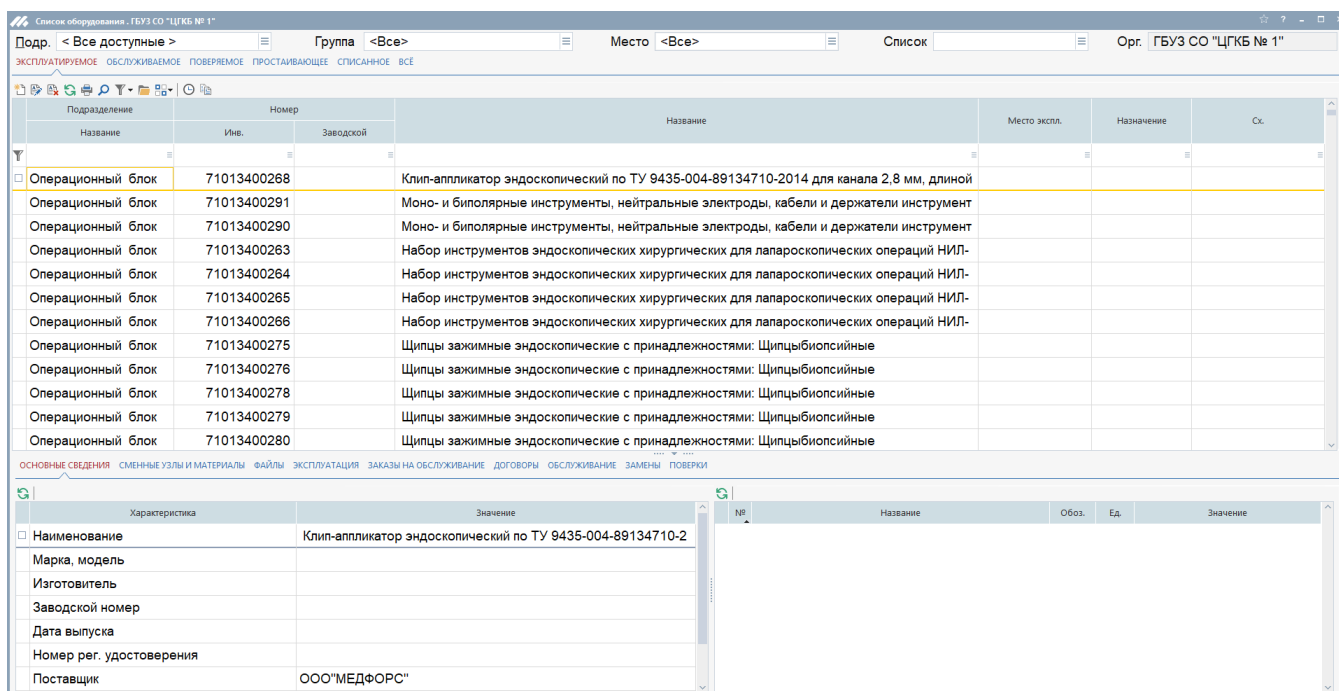 Список оборудования . ГБУЗ СО "ЦГКБ № 1"
Подр. < Все доступные > Группа <Все> Место <Все> Список Орг. ГБУЗ СО "ЦГКБ № 1"
ЭКСПЛУАТИРУЕМОЕ ОБСЛУЖИВАЕМОЕ ПОВЕРЯЕМОЕ ПРОСТАИВАЮЩЕЕ СПИСАННОЕ ВСЁ
Подразделение Номер Название Место экспл. Назначение Сх.
Название Инв. Заводской
Операционный блок 71013400268 Клип-аппликатор эндоскопический по ТУ 9435-004-89134710-2014 для канала 2,8 мм, длиной
Операционный блок 71013400291 Моно- и биполярные инструменты, нейтральные электроды, кабели и держатели инструмент
Операционный блок 71013400290 Моно- и биполярные инструменты, нейтральные электроды, кабели и держатели инструмент
Операционный блок 71013400263 Набор инструментов эндоскопических хирургических для лапароскопических операций НИЛ-
Операционный блок 71013400264 Набор инструментов эндоскопических хирургических для лапароскопических операций НИЛ-
Операционный блок 71013400265 Набор инструментов эндоскопических хирургических для лапароскопических операций НИЛ-
Операционный блок 71013400266 Набор инструментов эндоскопических хирургических для лапароскопических операций НИЛ-
Операционный блок 71013400275 Щипцы зажимные эндоскопические с принадлежностями: Щипцыбиопсийные
Операционный блок 71013400276 Щипцы зажимные эндоскопические с принадлежностями: Щипцыбиопсийные
Операционный блок 71013400278 Щипцы зажимные эндоскопические с принадлежностями: Щипцыбиопсийные
Операционный блок 71013400279 Щипцы зажимные эндоскопические с принадлежностями: Щипцыбиопсийные
Операционный блок 71013400280 Щипцы зажимные эндоскопические с принадлежностями: Щипцыбиопсийные
ОСНОВНЫЕ СВЕДЕНИЯ СМЕННЫЕ УЗЛЫ И МАТЕРИАЛЫ ФАЙЛЫ ЭКСПЛУАТАЦИЯ ЗАКАЗЫ НА ОБСЛУЖИВАНИЕ ДОГОВОРЫ ОБСЛУЖИВАНИЕ ЗАМЕНЫ ПОВЕРКИ
Характеристика Значение № Название Обоз. Ед. Значение
Наименование Клип-аппликатор эндоскопический по ТУ 9435-004-89134710-2
Марка, модель
Изготовитель
Заводской номер
Дата выпуска
Номер рег. удостоверения
Поставщик ООО"МЕДФОРС"